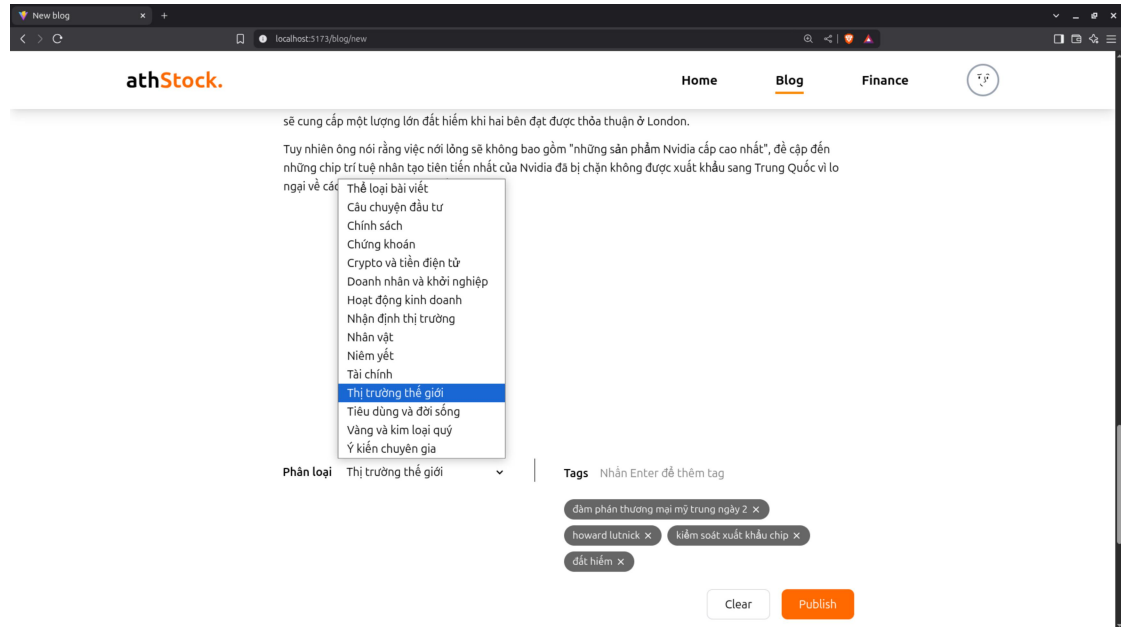 New blog
localhost:5173/blog/new
athStock.
Home
Blog
Finance
sẽ cung cấp một lượng lớn đất hiếm khi hai bên đạt được thỏa thuận ở London.
Tuy nhiên ông nói rằng việc nới lỏng sẽ không bao gồm "những sản phẩm Nvidia cấp cao nhất", đề cập đến
những chip trí tuệ nhân tạo tiên tiến nhất của Nvidia đã bị chặn không được xuất khẩu sang Trung Quốc vì lo
ngại về các
Thể loại bài viết
Câu chuyện đầu tư
Chính sách
Chứng khoán
Crypto và tiền điện tử
Doanh nhân và khởi nghiệp
Hoạt động kinh doanh
Nhận định thị trường
Nhân vật
Niêm yết
Tài chính
Thị trường thế giới
Tiêu dùng và đời sống
Vàng và kim loại quý
Ý kiến chuyên gia
Phân loại Thị trường thế giới
Tags Nhấn Enter để thêm tag
đàm phán thương mại mỹ trung ngày 2 ×
howard lutnick × kiểm soát xuất khẩu chip ×
đất hiếm ×
Clear
Publish